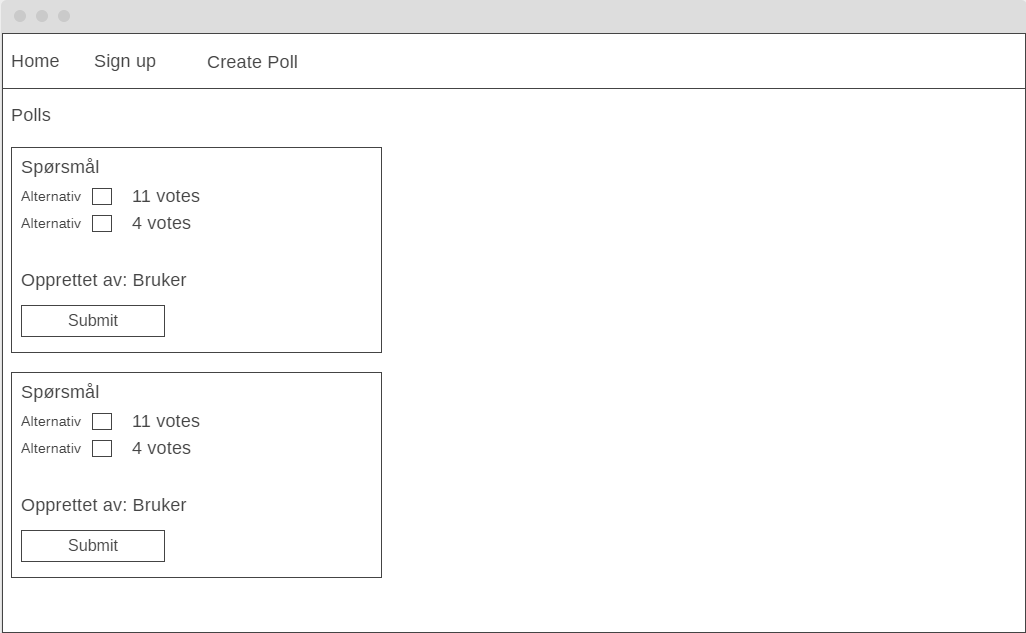 Home Sign up Create Poll
Polls
Spørsmål
Alternativ 11 votes
Alternativ 4 votes
Opprettet av: Bruker
Submit
Spørsmål
Alternativ 11 votes
Alternativ 4 votes
Opprettet av: Bruker
Submit